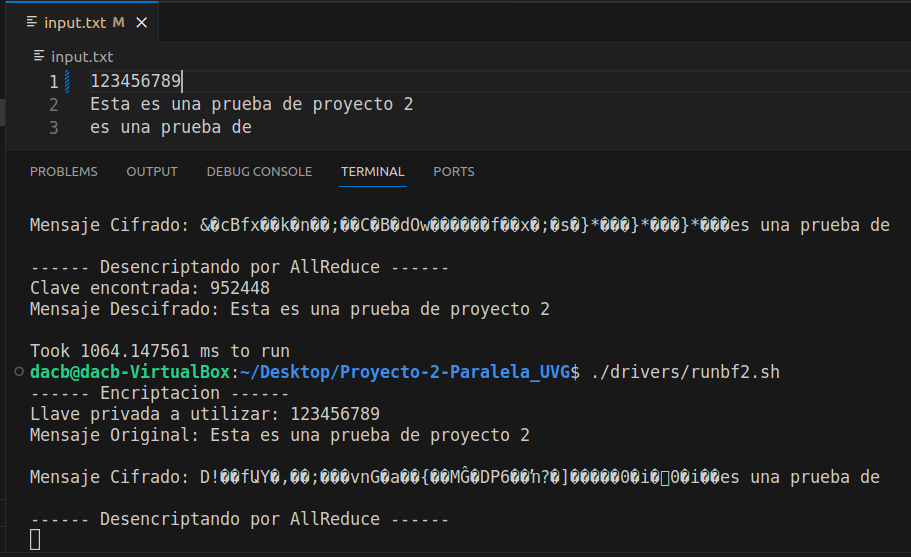 input.txt M
input.txt
1 123456789
2 Esta es una prueba de proyecto 2
3 es una prueba de
PROBLEMS OUTPUT DEBUG CONSOLE TERMINAL PORTS
Mensaje Cifrado: &�cBfx��k�n��;��C�B�dOw������f��x�;�s�}*���}*���}*���es una prueba de
------ Desencriptando por AllReduce ------
Clave encontrada: 952448
Mensaje Descifrado: Esta es una prueba de proyecto 2
Took 1064.147561 ms to run
dacb@dacb-VirtualBox:~/Desktop/Proyecto-2-Paralela_UVG$ ./drivers/runbf2.sh
------ Encriptacion ------
Llave privada a utilizar: 123456789
Mensaje Original: Esta es una prueba de proyecto 2
Mensaje Cifrado: D!��fUY�,��;���vnG�a��{��MĜ�DP6��n?�]�����0�i�0�i��es una prueba de
------ Desencriptando por AllReduce ------